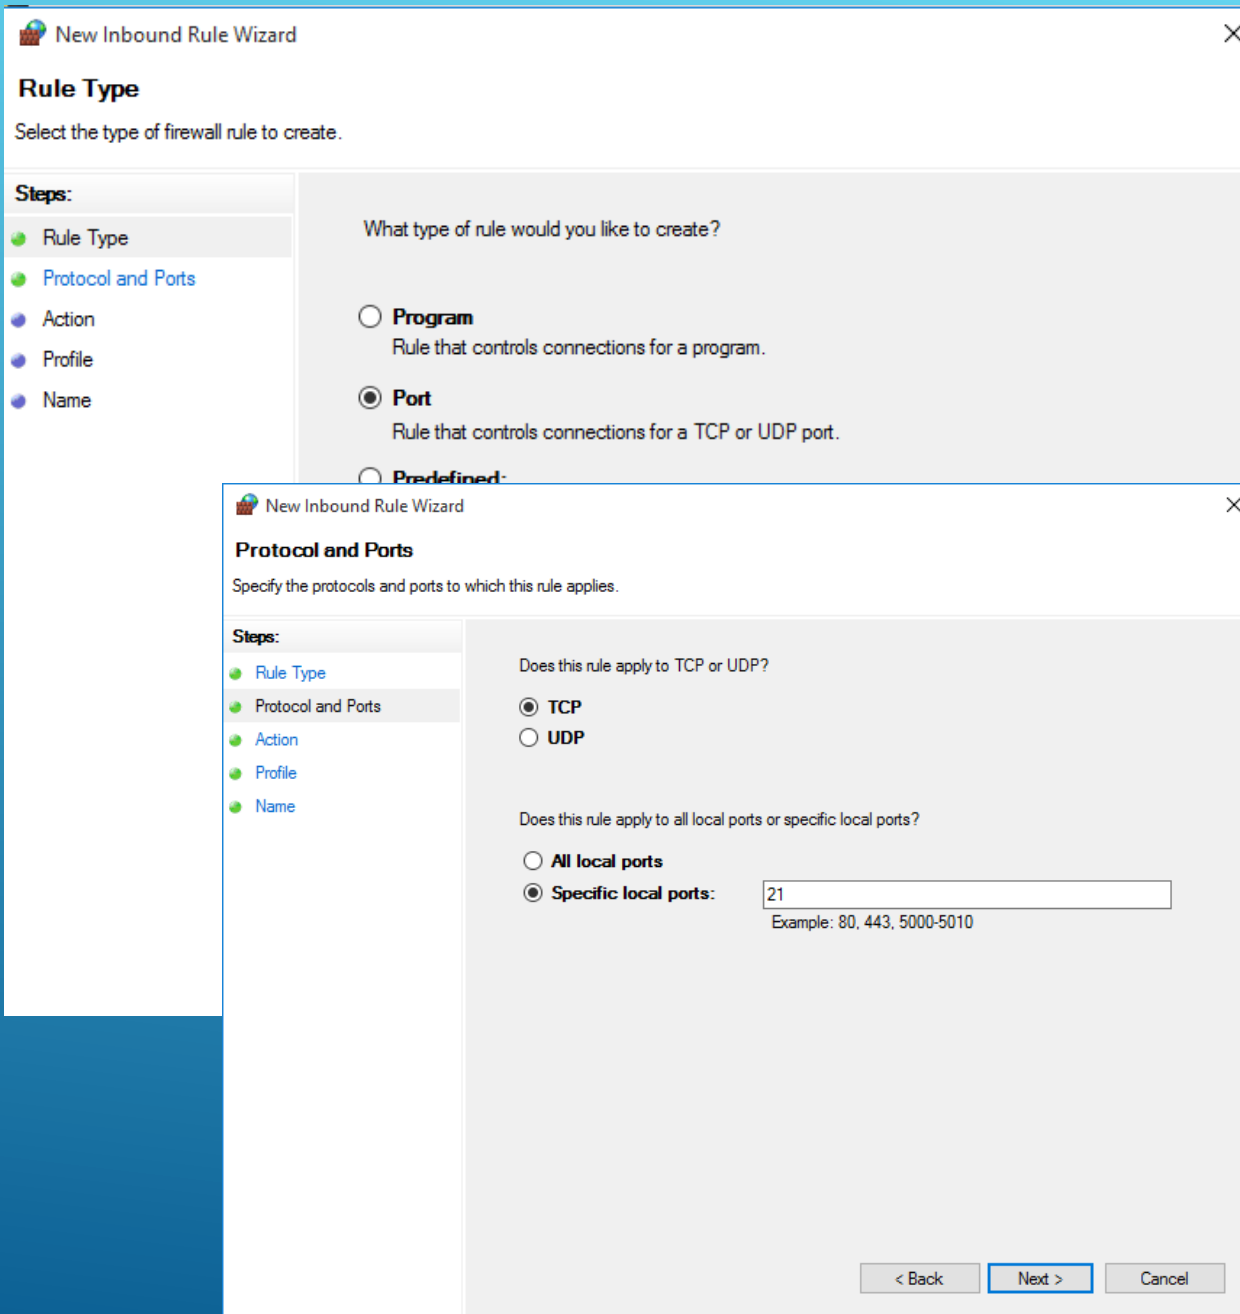 New Inbound Rule Wizard
Rule Type
Select the type of firewall rule to create.
Steps:
Rule Type
Protocol and Ports
Action
Profile
Name
What type of rule would you like to create?
Program
Rule that controls connections for a program.
Port
Rule that controls connections for a TCP or UDP port.
Predefined:
New Inbound Rule Wizard
Protocol and Ports
Specify the protocols and ports to which this rule applies.
Steps:
Rule Type
Protocol and Ports
Action
Profile
Name
Does this rule apply to TCP or UDP?
TCP
UDP
Does this rule apply to all local ports or specific local ports?
All local ports
Specific local ports: 21
Example: 80, 443, 5000-5010
< Back Next > Cancel